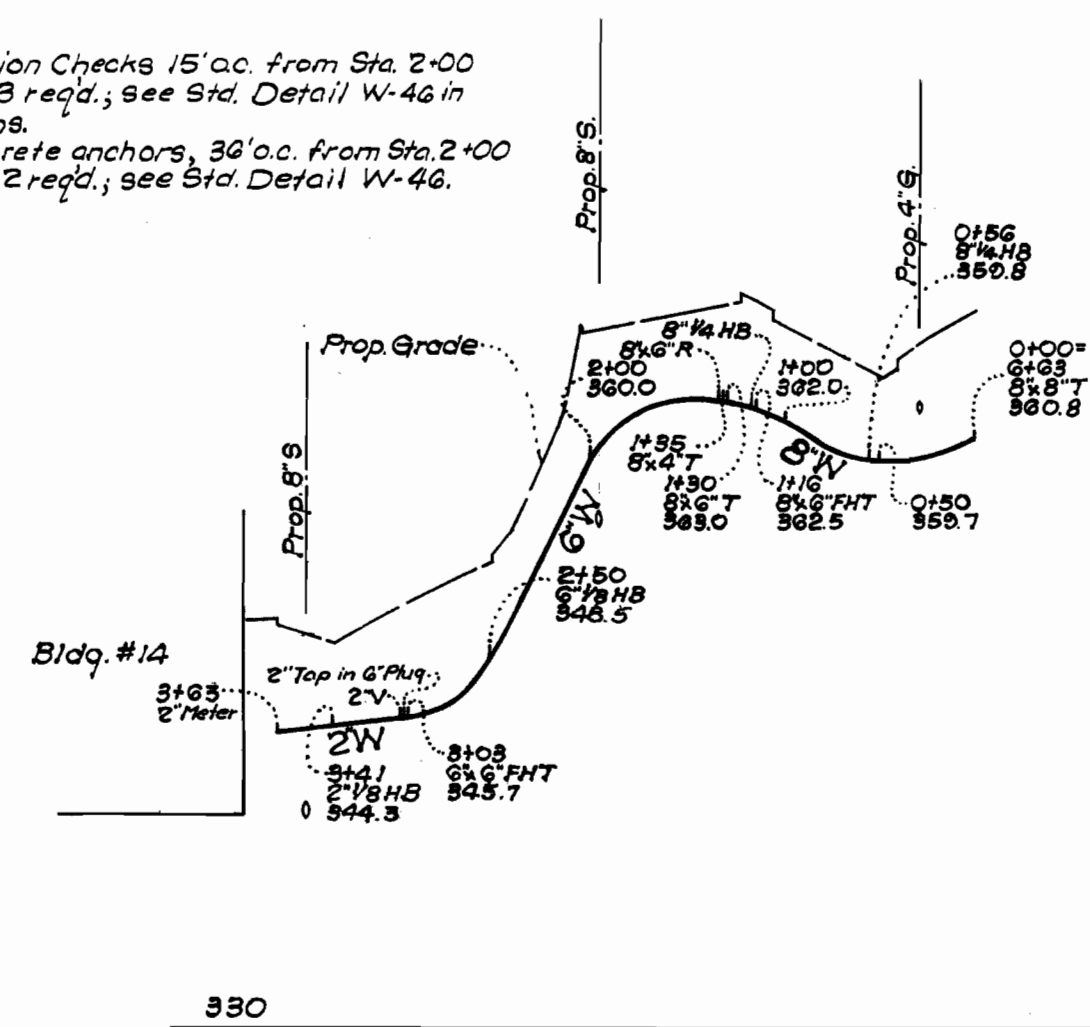 ion Checks 15' o.c. from Sta. 2+00
3 req'd.; see Std. Detail W-46 in
os.
rete anchors, 36' o.c. from Sta. 2+00
2 req'd.; see Std. Detail W-46.
Prop. 8" S.
Prop. 4" G.
0+56
8" 1/4 HB
359.8
Prop. Grade
8" 1/4 HB
8"x6" R
2+00
360.0
1+00
362.0
0+00=
6+63
8"x8" T
360.8
1+35
8"x4" T
1+30
8"x6" T
363.0
8" W
1+16
8"x6" FHT
362.5
0+50
359.7
Prop. 8" S
6" W
2+50
6" 1/8 HB
348.5
Bldg. #14
2" Tap in 6" Plug
2" V
3+63
2" Meter
2" W
3+41
2" 1/8 HB
344.3
3+03
6"x6" FHT
345.7
330